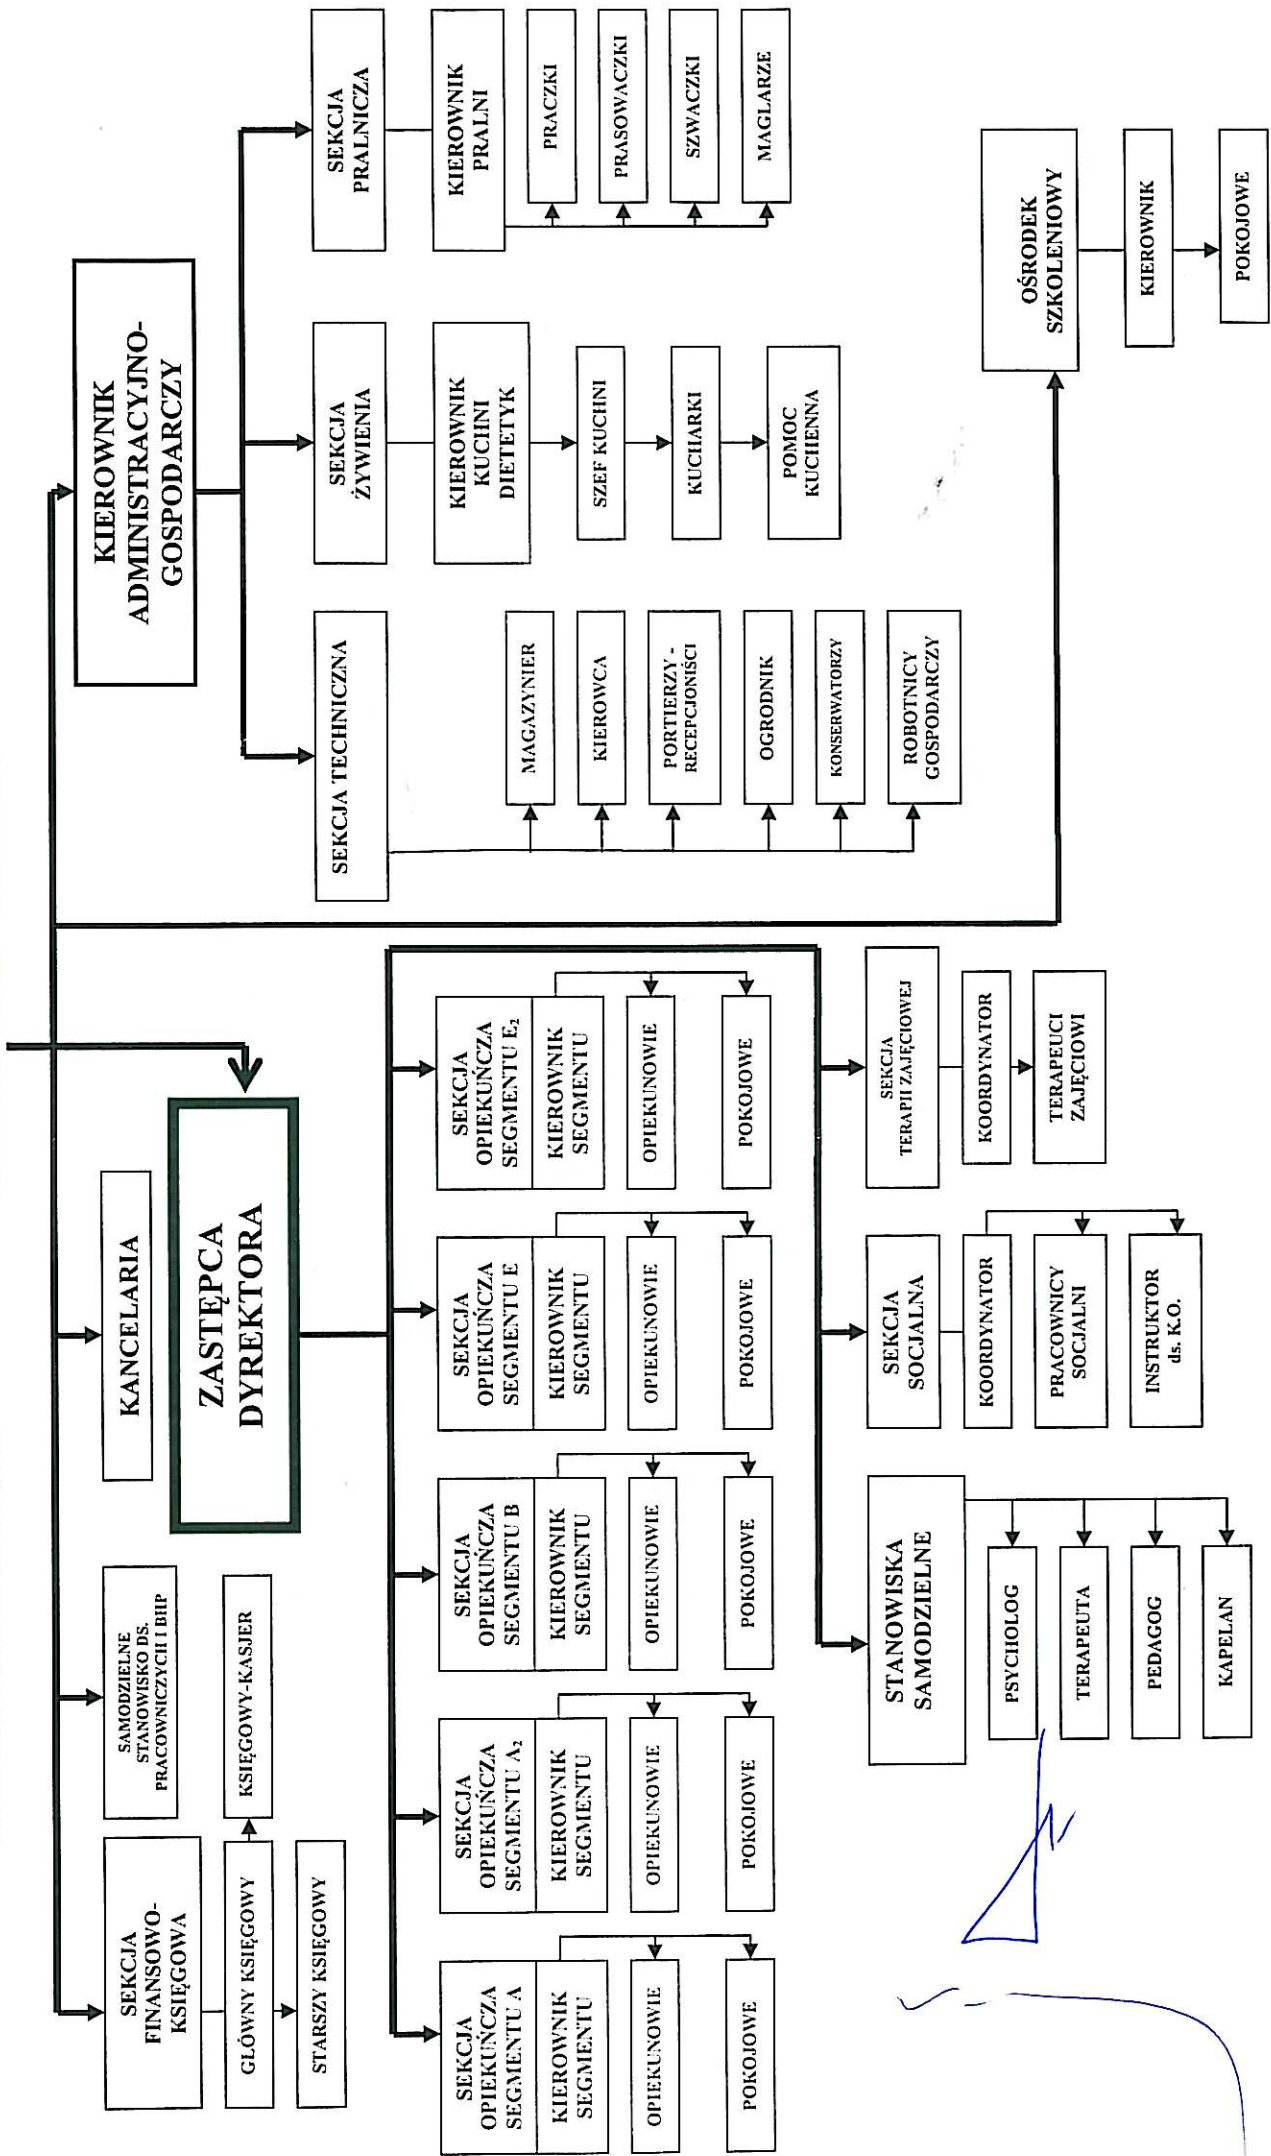 SEKCJA
FINANSOWO-
KSIĘGOWA
GŁÓWNY KSIĘGOWY
STARSZY KSIĘGOWY
KSIĘGOWY-KASJER
SAMODZIELNE
STANOWISKO DS.
PRACOWNICZYCH I BHP
KANCELARIA
ZASTĘPCA
DYREKTORA
KIEROWNIK
ADMINISTRACYJNO-
GOSPODARCZY
SEKCJA TECHNICZNA
MAGAZYNIER
KIEROWCA
PORTIERZY -
RECEPCJONIŚCI
OGRODNIK
KONSERWATORZY
ROBOTNICY
GOSPODARCZY
SEKCJA
ŻYWIENIA
KIEROWNIK
KUCHNI
DIETETYK
SZEF KUCHNI
KUCHARKI
POMOC
KUCHENNA
SEKCJA
PRALNICZA
KIEROWNIK
PRALNI
PRACZKI
PRASOWACZKI
SZWACZKI
MAGLARZE
SEKCJA
OPIEKUŃCZA
SEGMENTU A
KIEROWNIK
SEGMENTU
OPIEKUNOWIE
POKOJOWE
SEKCJA
OPIEKUŃCZA
SEGMENTU A₂
KIEROWNIK
SEGMENTU
OPIEKUNOWIE
POKOJOWE
SEKCJA
OPIEKUŃCZA
SEGMENTU B
KIEROWNIK
SEGMENTU
OPIEKUNOWIE
POKOJOWE
SEKCJA
OPIEKUŃCZA
SEGMENTU E
KIEROWNIK
SEGMENTU
OPIEKUNOWIE
POKOJOWE
SEKCJA
OPIEKUŃCZA
SEGMENTU E₂
KIEROWNIK
SEGMENTU
OPIEKUNOWIE
POKOJOWE
STANOWISKA
SAMODZIELNE
PSYCHOLOG
TERAPEUTA
PEDAGOG
KAPELAN
SEKCJA
SOCJALNA
KOORDYNATOR
PRACOWNICY
SOCJALNI
INSTRUKTOR
ds. K.O.
SEKCJA
TERAPII ZAJĘCIOWEJ
KOORDYNATOR
TERAPEUCI
ZAJĘCIOWI
OŚRODEK
SZKOLENIOWY
KIEROWNIK
POKOJOWE